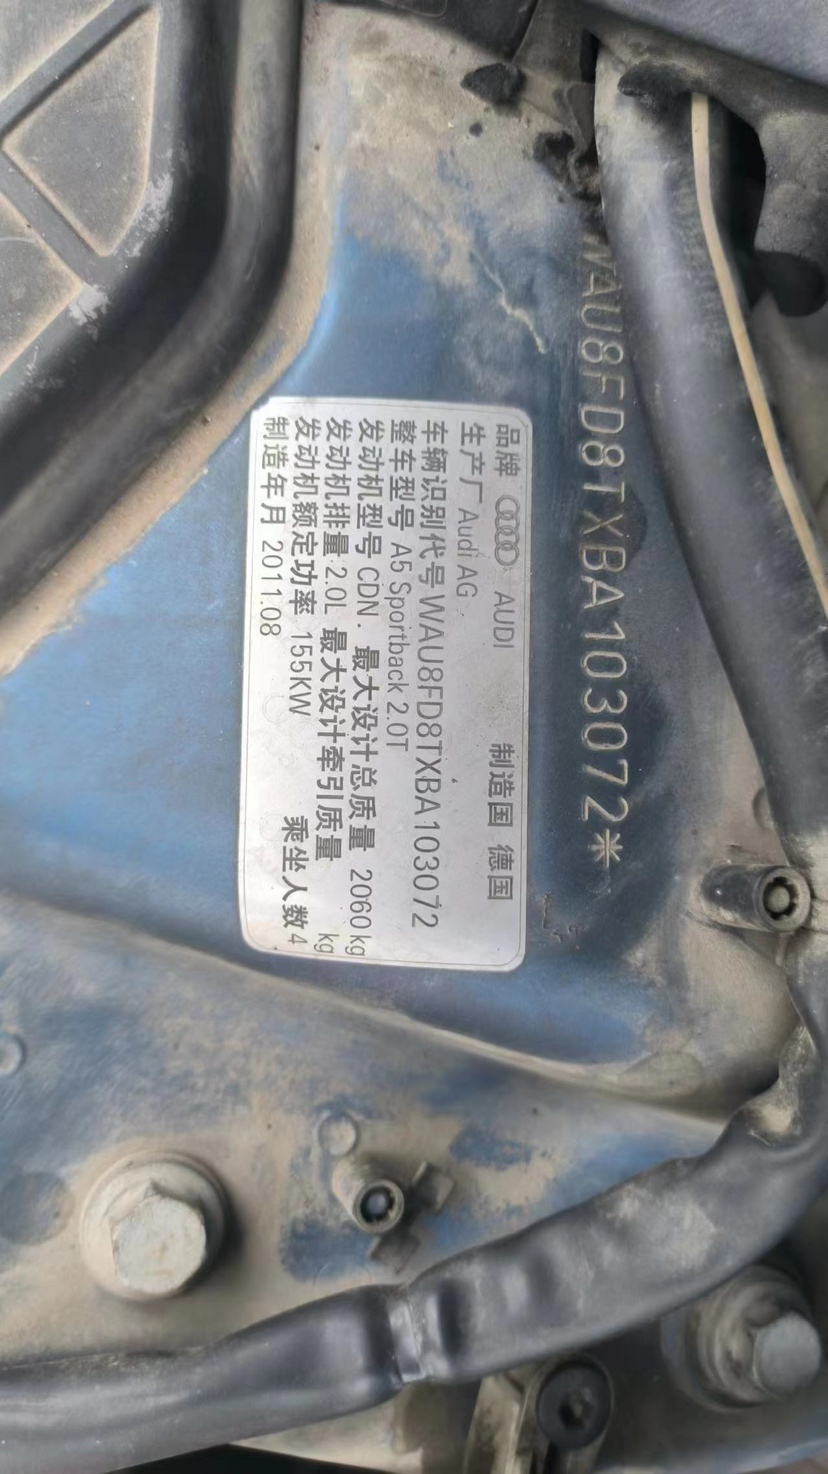 WAU8FD8TXBA103072*
品牌 AUDI 制造国 德国
生产厂 Audi AG
车辆识别代号 WAU8FD8TXBA103072
整车型号 A5 Sportback 2.0T
发动机型号 CDN. 最大设计总质量 2060 kg
发动机排量 2.0L 最大设计牵引质量 kg
发动机额定功率 155KW 乘坐人数 4
制造年月 2011.08